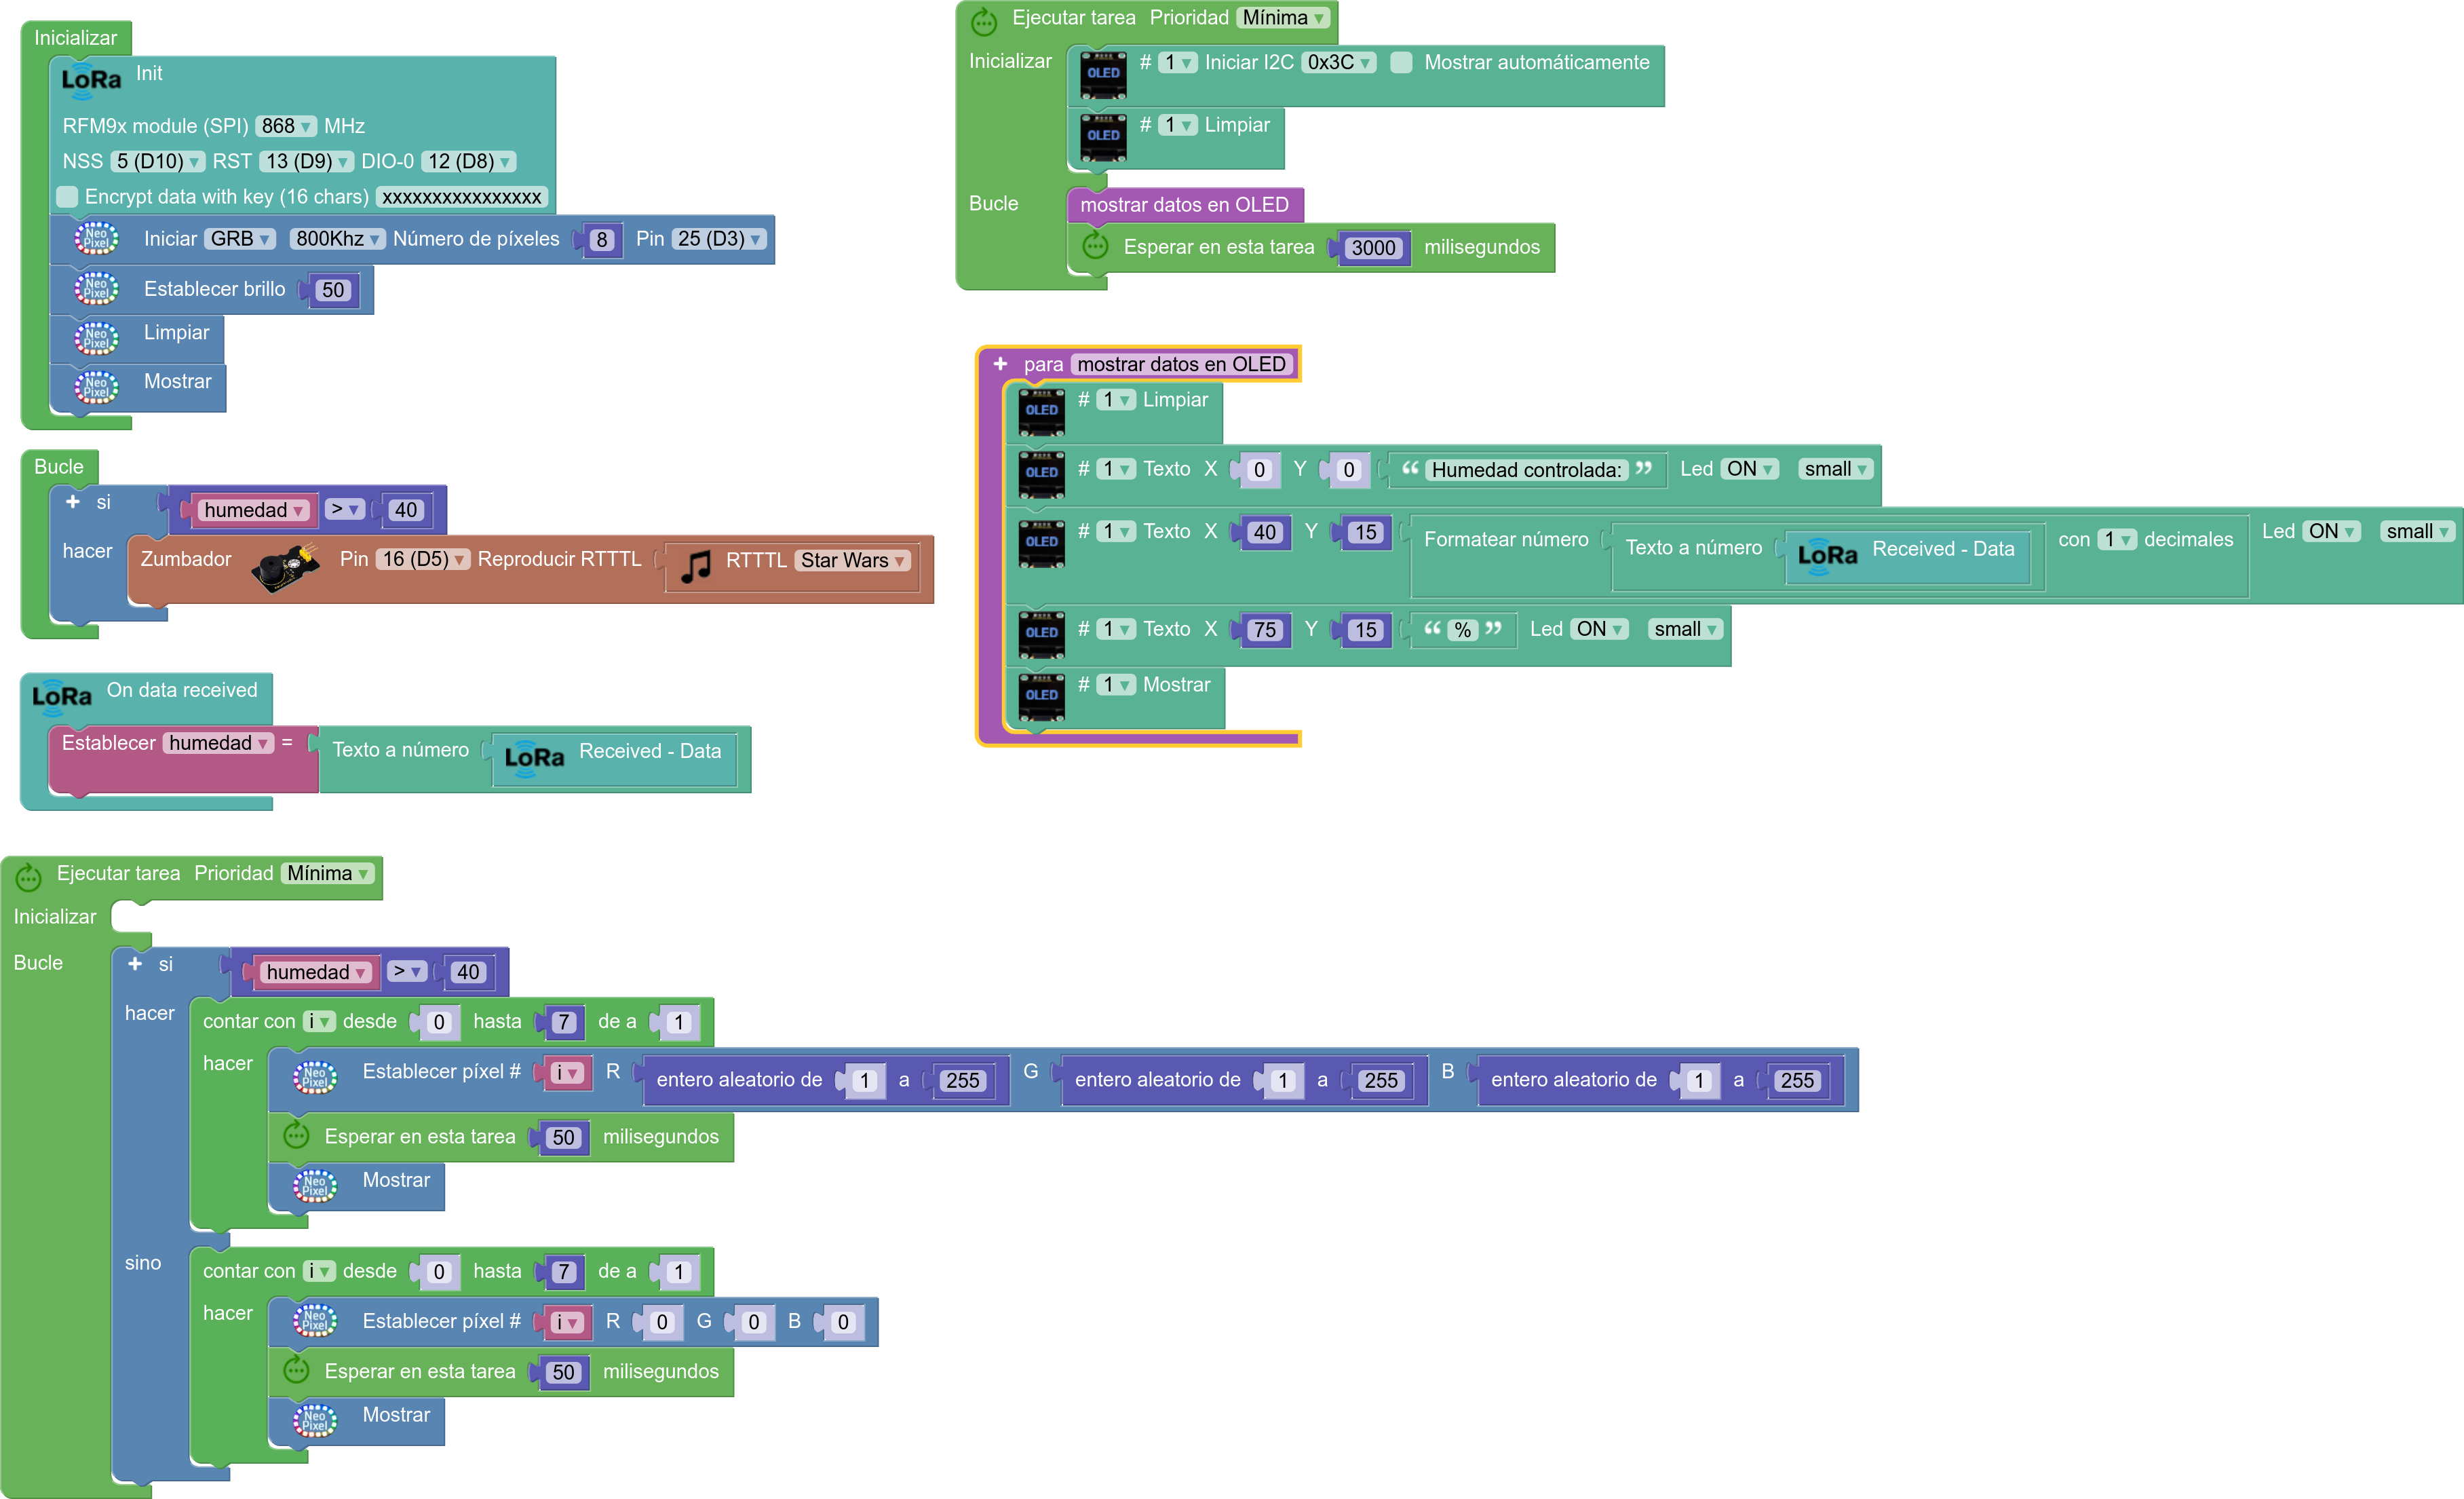 Inicializar
LoRa Init
RFM9x module (SPI) 868 MHz
NSS 5 (D10) RST 13 (D9) DIO-0 12 (D8)
Encrypt data with key (16 chars) xxxxxxxxxxxxxxxx
Neo Pixel Iniciar GRB 800Khz Número de píxeles 8 Pin 25 (D3)
Neo Pixel Establecer brillo 50
Neo Pixel Limpiar
Neo Pixel Mostrar
Bucle
si humedad > 40
hacer Zumbador Pin 16 (D5) Reproducir RTTTL RTTTL Star Wars
LoRa On data received
Establecer humedad = Texto a número LoRa Received - Data
Ejecutar tarea Prioridad Mínima
Inicializar OLED # 1 Iniciar I2C 0x3C Mostrar automáticamente
OLED # 1 Limpiar
Bucle mostrar datos en OLED
Esperar en esta tarea 3000 milisegundos
para mostrar datos en OLED
OLED # 1 Limpiar
OLED # 1 Texto X 0 Y 0 “ Humedad controlada: ” Led ON small
OLED # 1 Texto X 40 Y 15 Formatear número Texto a número LoRa Received - Data con 1 decimales Led ON small
OLED # 1 Texto X 75 Y 15 “ % ” Led ON small
OLED # 1 Mostrar
Ejecutar tarea Prioridad Mínima
Inicializar
Bucle si humedad > 40
hacer contar con i desde 0 hasta 7 de a 1
hacer Neo Pixel Establecer píxel # i R entero aleatorio de 1 a 255 G entero aleatorio de 1 a 255 B entero aleatorio de 1 a 255
Esperar en esta tarea 50 milisegundos
Neo Pixel Mostrar
sino contar con i desde 0 hasta 7 de a 1
hacer Neo Pixel Establecer píxel # i R 0 G 0 B 0
Esperar en esta tarea 50 milisegundos
Neo Pixel Mostrar